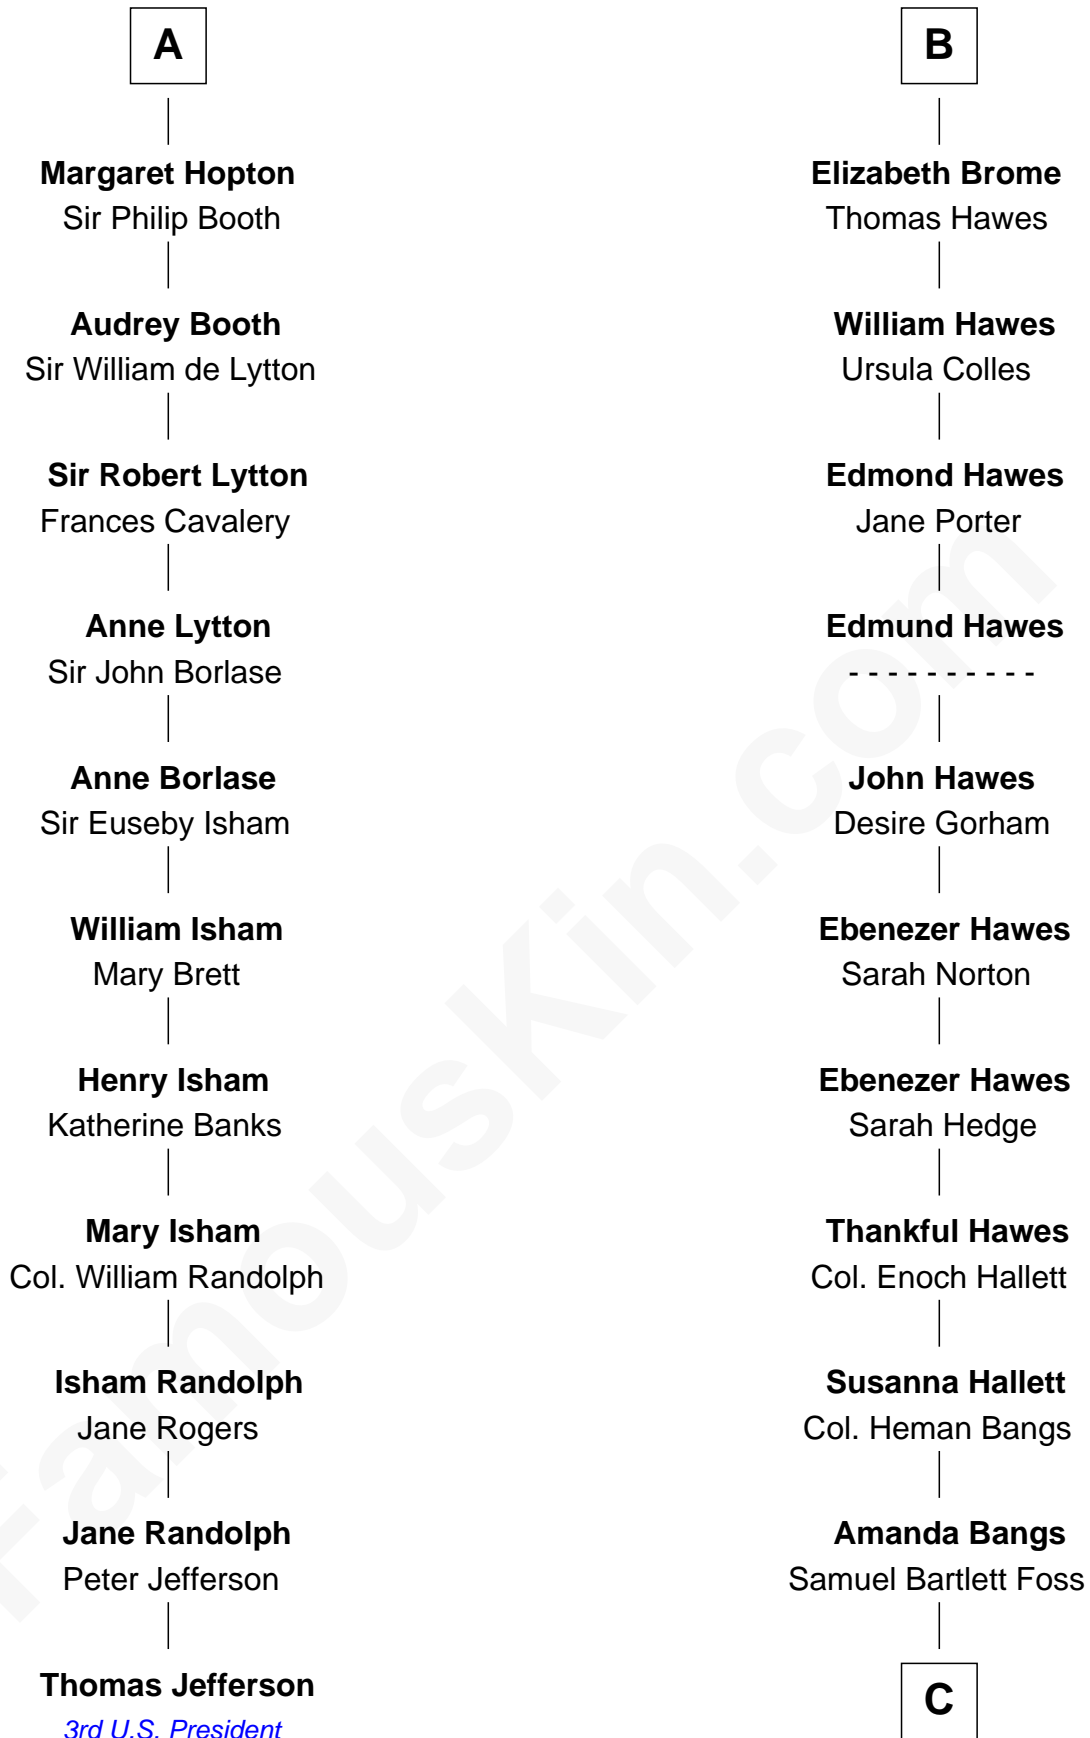 A
Margaret Hopton
Sir Philip Booth
Audrey Booth
Sir William de Lytton
Sir Robert Lytton
Frances Cavalery
Anne Lytton
Sir John Borlase
Anne Borlase
Sir Euseby Isham
William Isham
Mary Brett
Henry Isham
Katherine Banks
Mary Isham
Col. William Randolph
Isham Randolph
Jane Rogers
Jane Randolph
Peter Jefferson
Thomas Jefferson
3rd U.S. President
B
Elizabeth Brome
Thomas Hawes
William Hawes
Ursula Colles
Edmond Hawes
Jane Porter
Edmund Hawes
- - - - - - - - - -
John Hawes
Desire Gorham
Ebenezer Hawes
Sarah Norton
Ebenezer Hawes
Sarah Hedge
Thankful Hawes
Col. Enoch Hallett
Susanna Hallett
Col. Heman Bangs
Amanda Bangs
Samuel Bartlett Foss
C
FamousKin.com